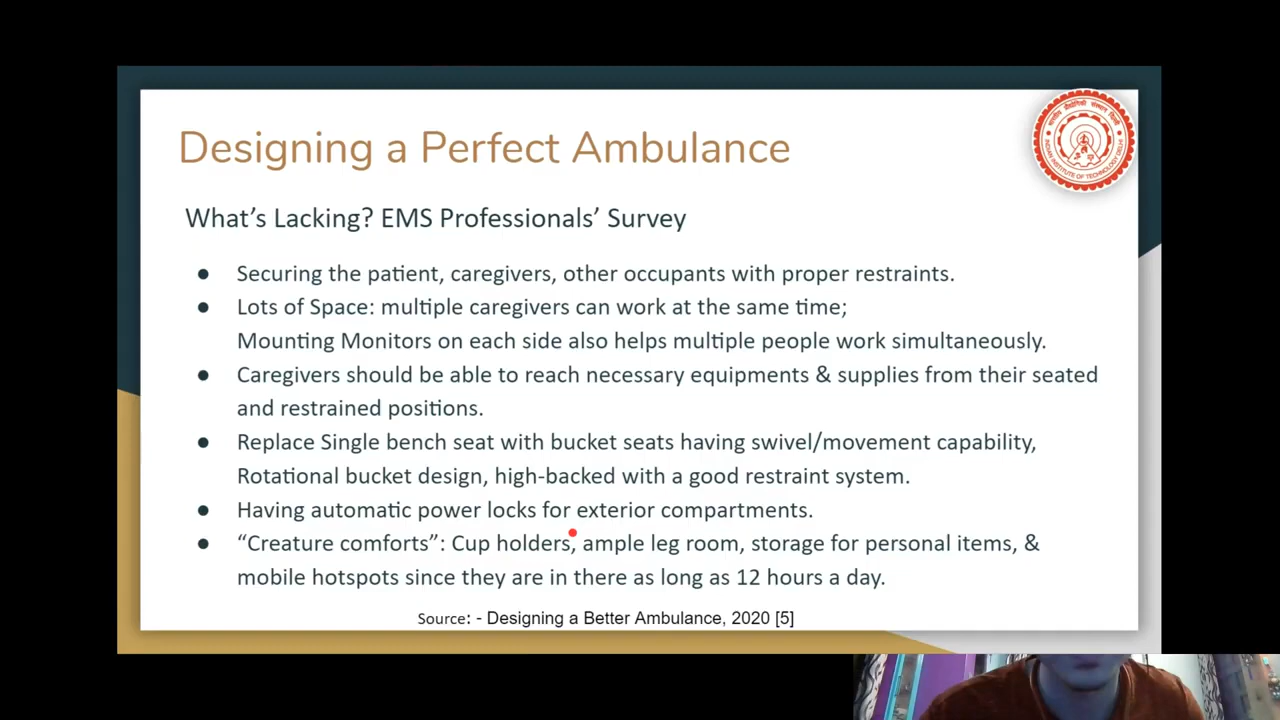 Designing a Perfect Ambulance
What's Lacking? EMS Professionals' Survey
● Securing the patient, caregivers, other occupants with proper restraints.
● Lots of Space: multiple caregivers can work at the same time;
Mounting Monitors on each side also helps multiple people work simultaneously.
● Caregivers should be able to reach necessary equipments & supplies from their seated
and restrained positions.
● Replace Single bench seat with bucket seats having swivel/movement capability,
Rotational bucket design, high-backed with a good restraint system.
● Having automatic power locks for exterior compartments.
● “Creature comforts”: Cup holders, ample leg room, storage for personal items, &
mobile hotspots since they are in there as long as 12 hours a day.
Source: - Designing a Better Ambulance, 2020 [5]
INDIAN INSTITUTE OF TECHNOLOGY DELHI